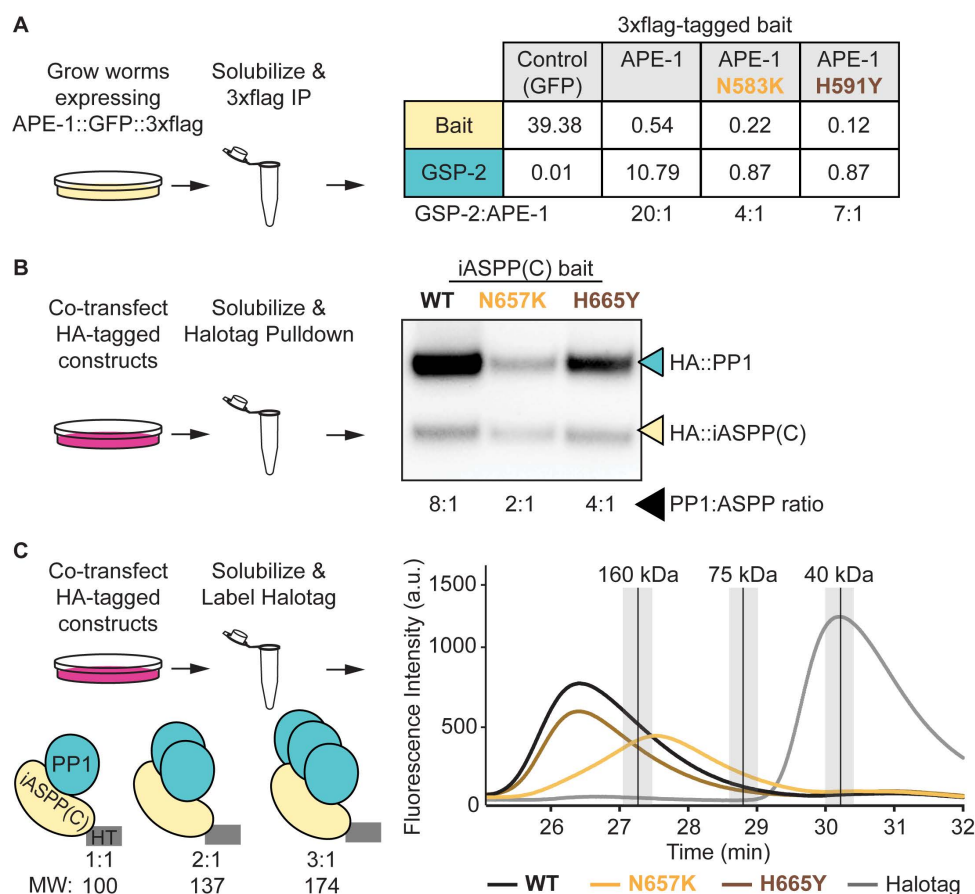 A
Grow worms
expressing
APE-1::GFP::3xflag
Solubilize &
3xflag IP
3xflag-tagged bait
Control
(GFP)
APE-1
APE-1
N583K
APE-1
H591Y
Bait 39.38 0.54 0.22 0.12
GSP-2 0.01 10.79 0.87 0.87
GSP-2:APE-1 20:1 4:1 7:1
B
Co-transfect
HA-tagged
constructs
Solubilize &
Halotag Pulldown
iASPP(C) bait
WT N657K H665Y
HA::PP1
HA::iASPP(C)
8:1 2:1 4:1 PP1:ASPP ratio
C
Co-transfect
HA-tagged
constructs
Solubilize &
Label Halotag
PP1
iASPP(C)
HT
1:1 2:1 3:1
MW: 100 137 174
Fluorescence Intensity (a.u.)
1500
1000
500
0
160 kDa 75 kDa 40 kDa
26 27 28 29 30 31 32
Time (min)
WT N657K H665Y Halotag